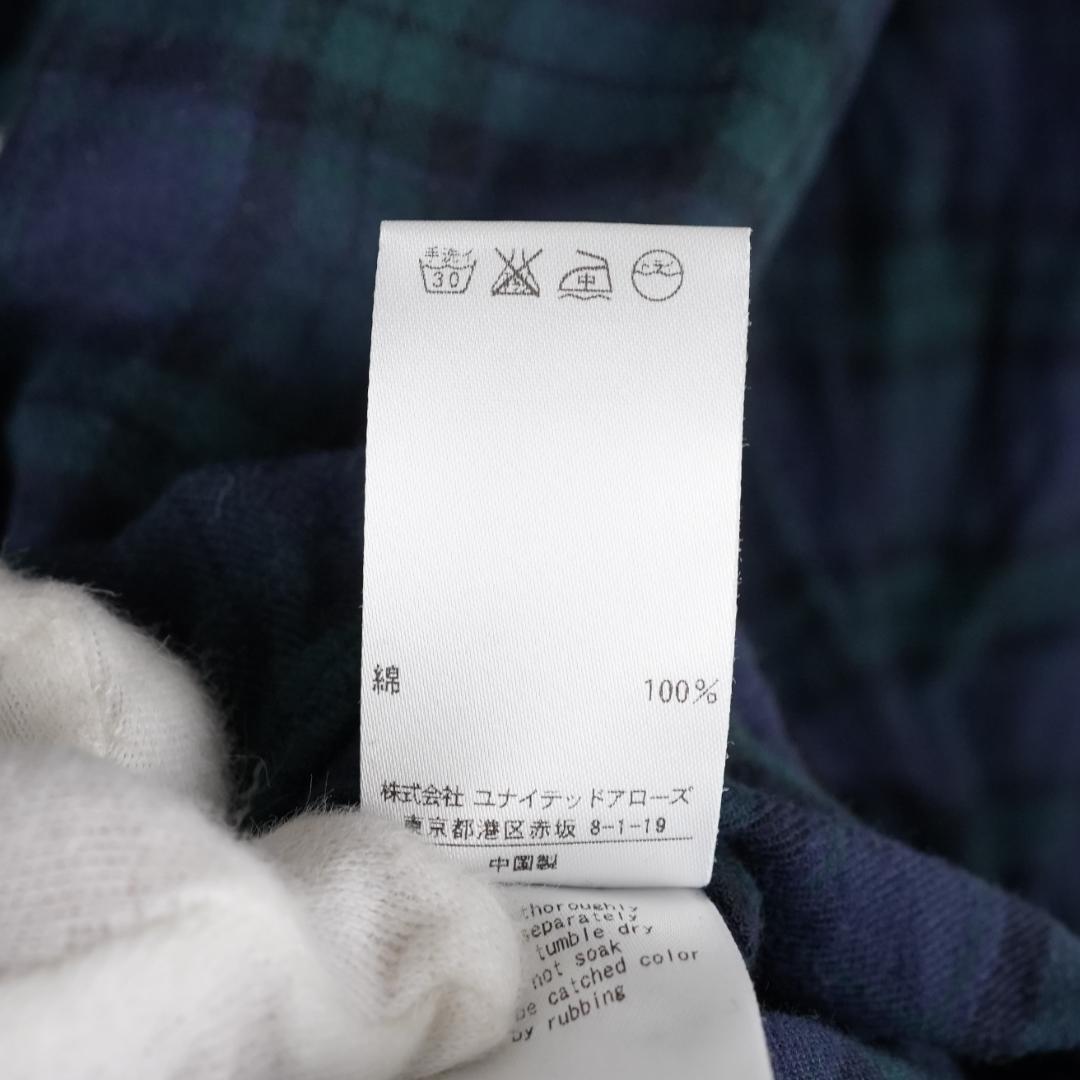 手洗イ
30
中
綿 100%
株式会社 ユナイテッドアローズ
東京都港区赤坂 8-1-19
中国製
thoroughly
separately
tumble dry
not soak
be catched color
by rubbing